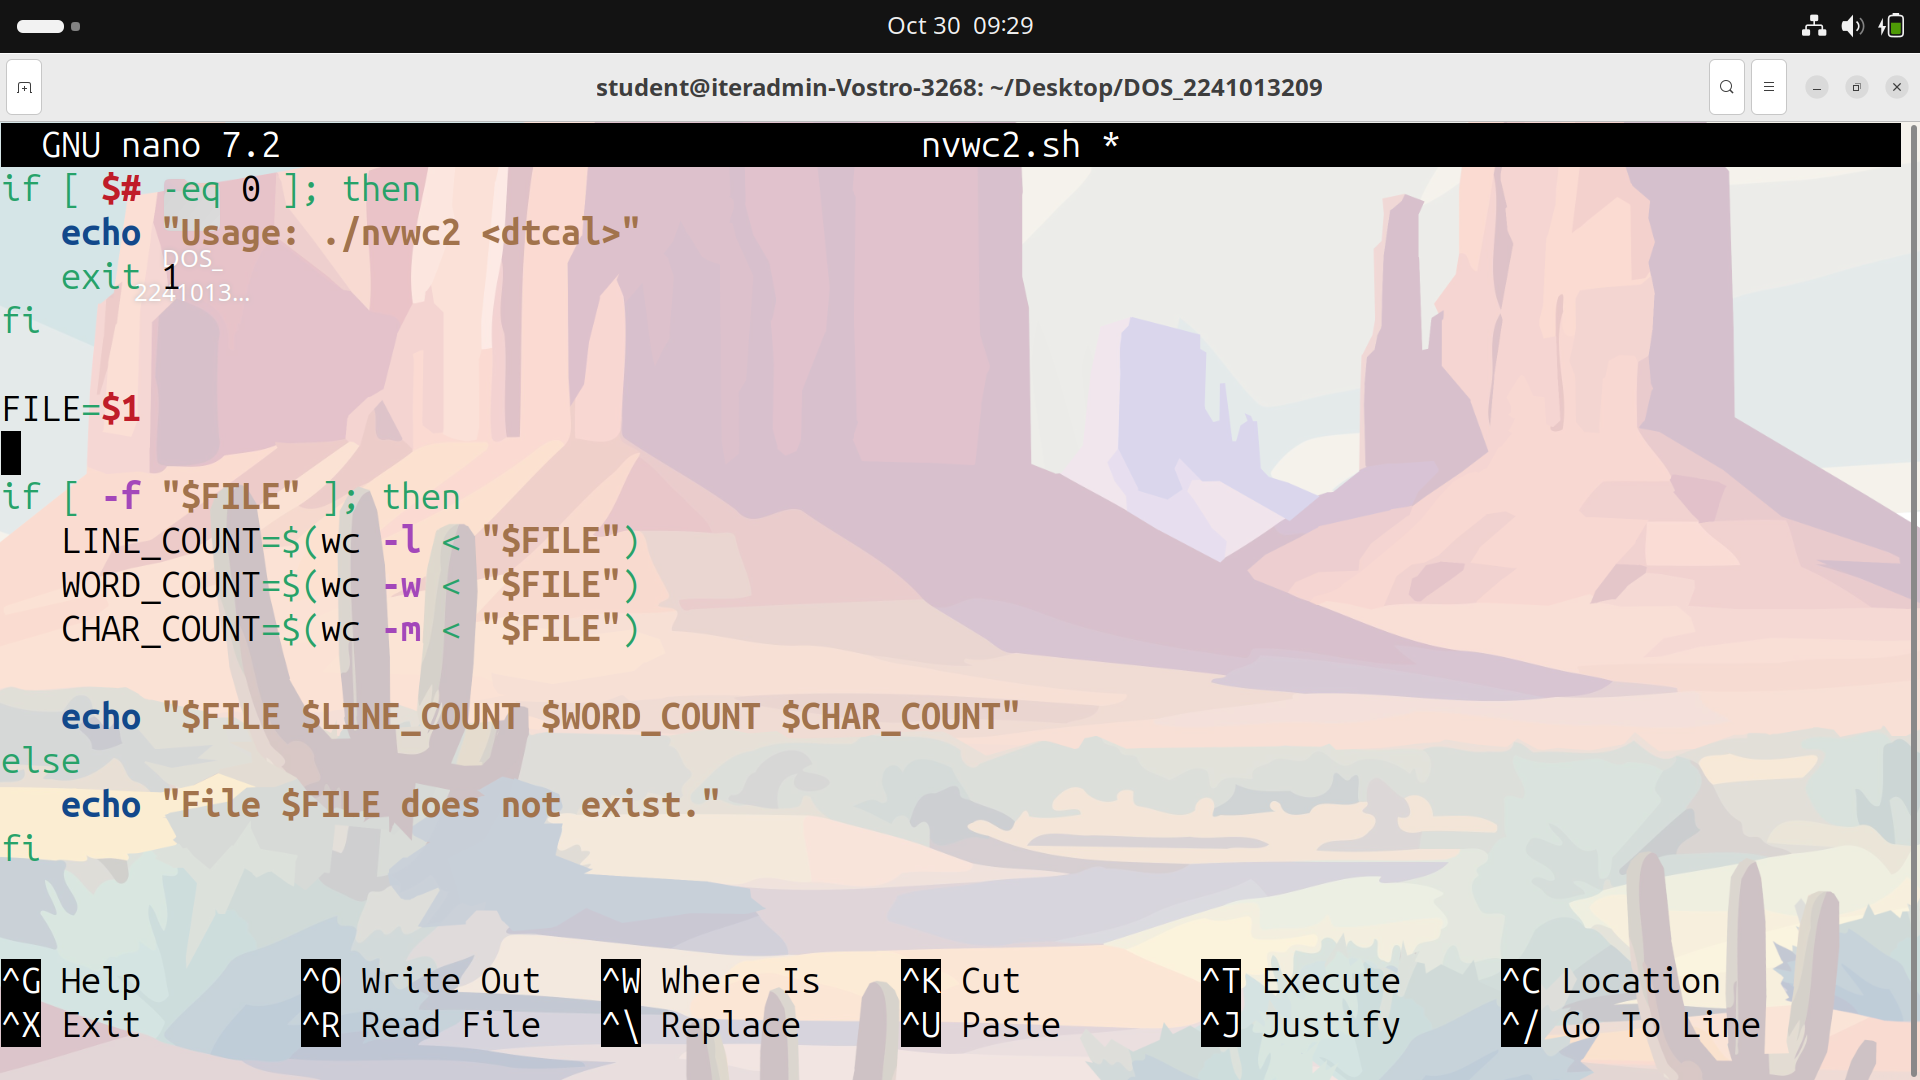 Oct 30 09:29
student@iteradmin-Vostro-3268: ~/Desktop/DOS_2241013209
GNU nano 7.2 nvwc2.sh *
if [ $# -eq 0 ]; then
    echo "Usage: ./nvwc2 <dtcal>"
    exit 1
fi
DOS_
2241013...
FILE=$1
if [ -f "$FILE" ]; then
    LINE_COUNT=$(wc -l < "$FILE")
    WORD_COUNT=$(wc -w < "$FILE")
    CHAR_COUNT=$(wc -m < "$FILE")
    echo "$FILE $LINE_COUNT $WORD_COUNT $CHAR_COUNT"
else
    echo "File $FILE does not exist."
fi
^G Help ^O Write Out ^W Where Is ^K Cut ^T Execute ^C Location
^X Exit ^R Read File ^\ Replace ^U Paste ^J Justify ^/ Go To Line